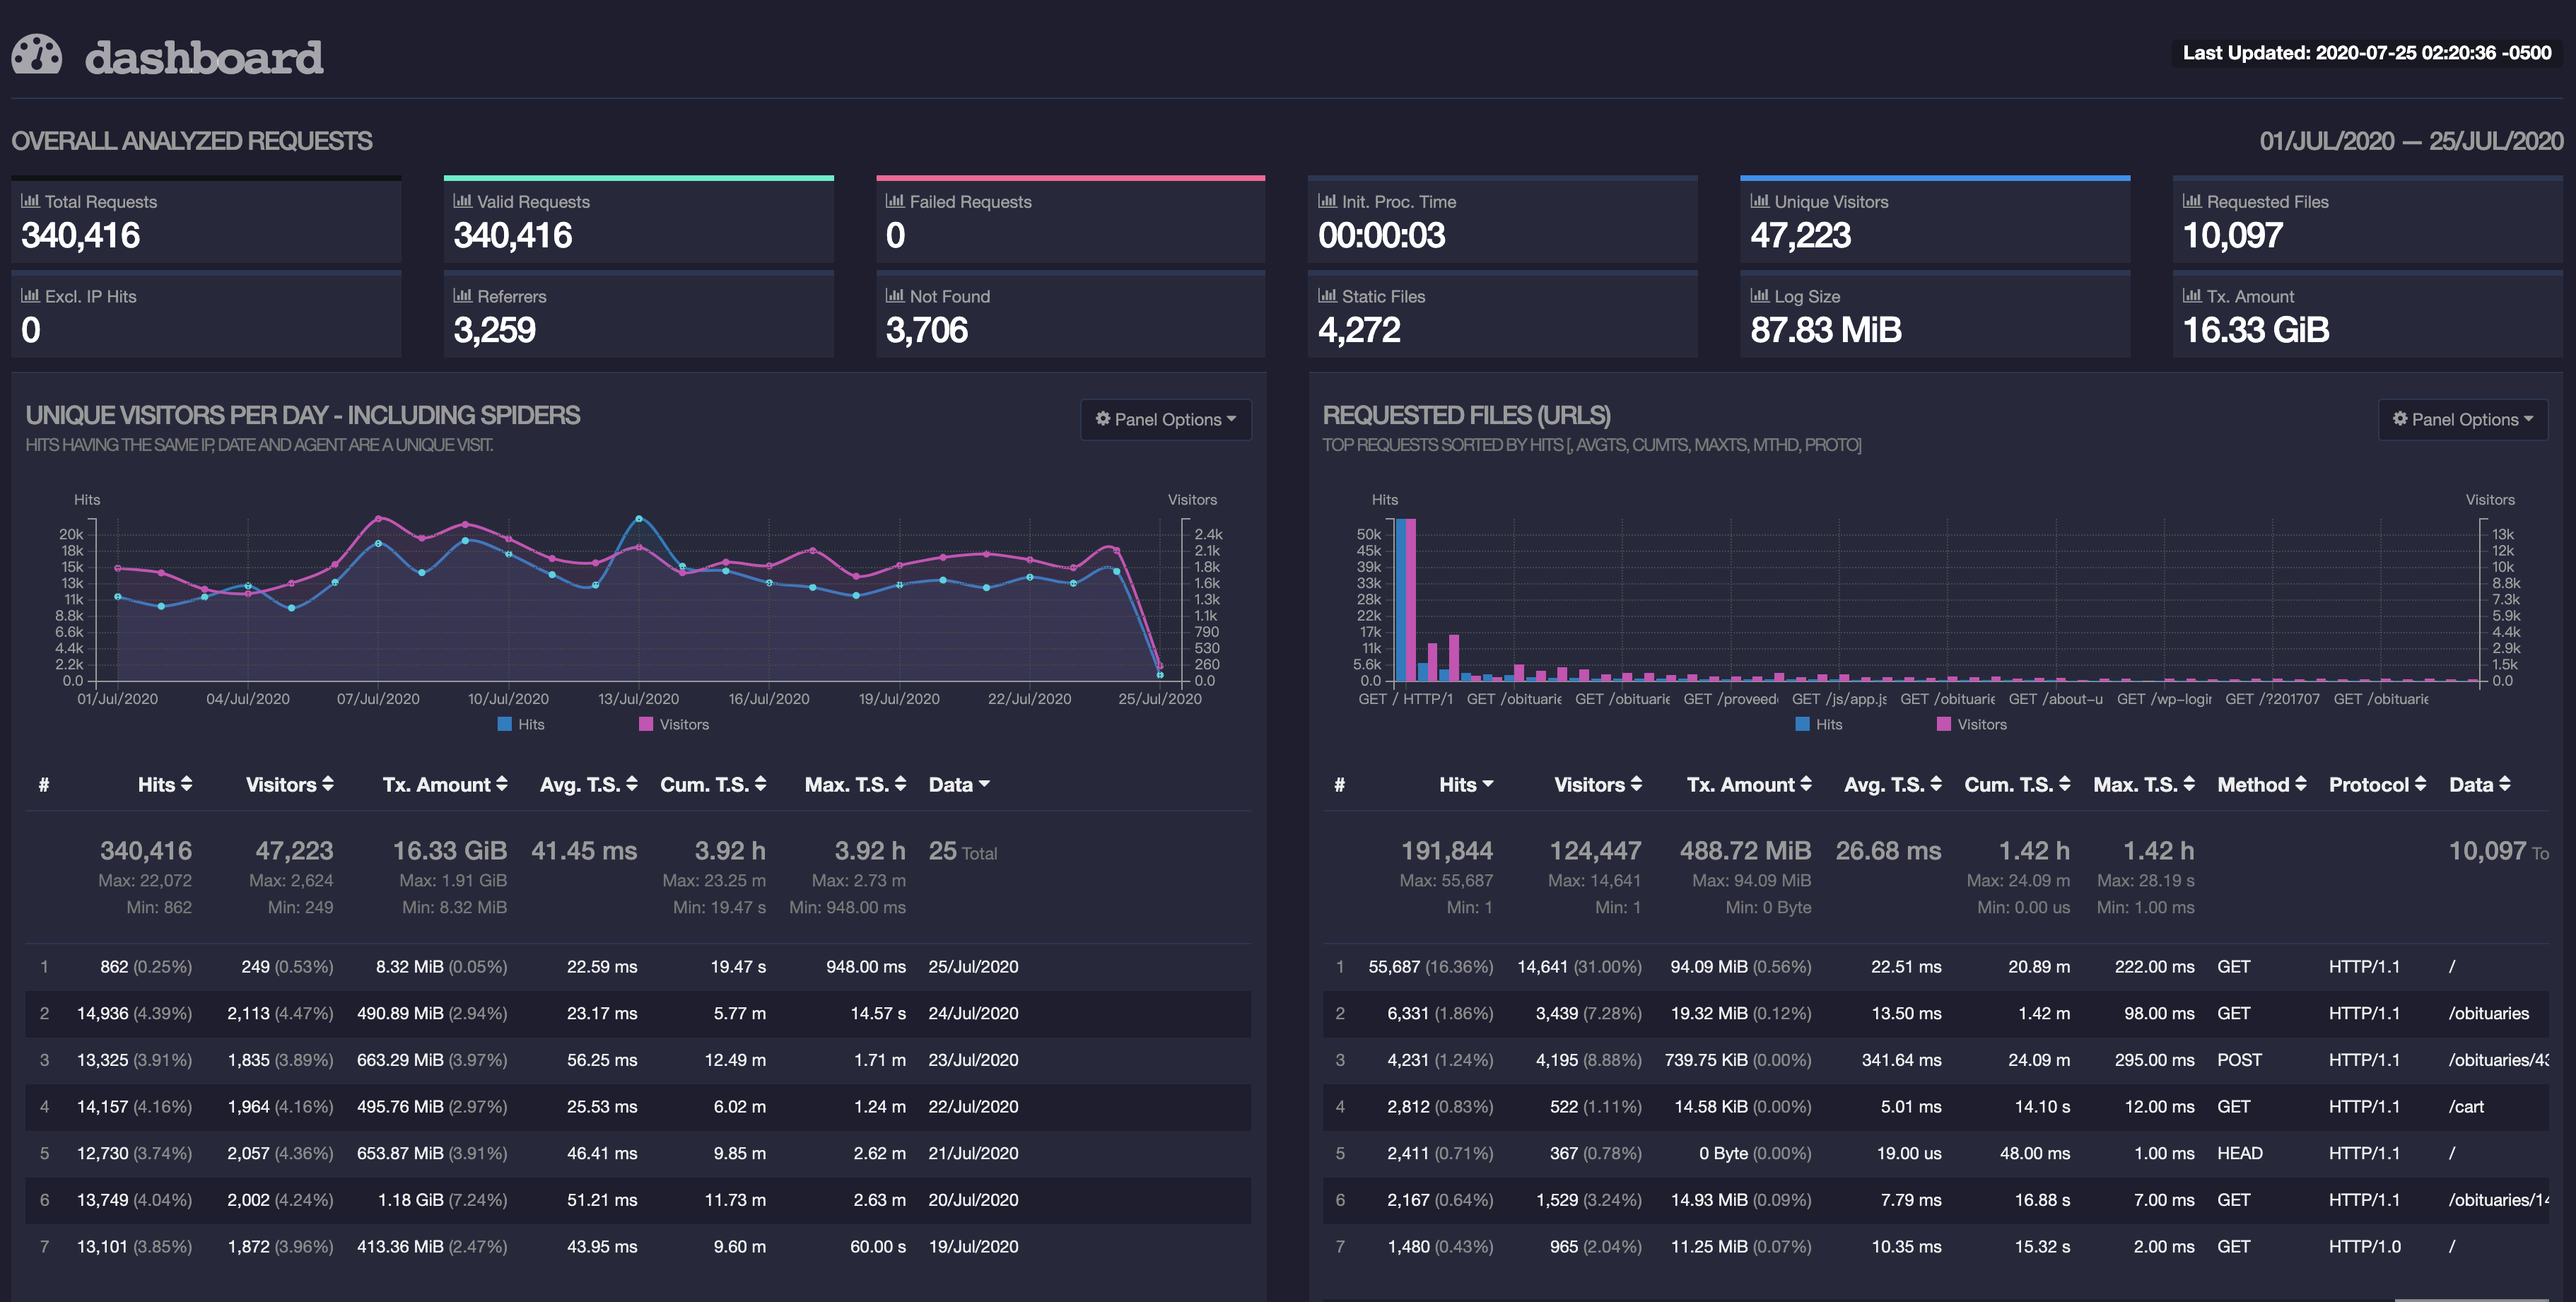 dashboard
Last Updated: 2020-07-25 02:20:36 -0500
OVERALL ANALYZED REQUESTS
01/JUL/2020 — 25/JUL/2020
Total Requests
340,416
Valid Requests
340,416
Failed Requests
0
Init. Proc. Time
00:00:03
Unique Visitors
47,223
Requested Files
10,097
Excl. IP Hits
0
Referrers
3,259
Not Found
3,706
Static Files
4,272
Log Size
87.83 MiB
Tx. Amount
16.33 GiB
UNIQUE VISITORS PER DAY - INCLUDING SPIDERS
HITS HAVING THE SAME IP, DATE AND AGENT ARE A UNIQUE VISIT.
Panel Options
Hits
Visitors
20k
18k
15k
13k
11k
8.8k
6.6k
4.4k
2.2k
0.0
2.4k
2.1k
1.8k
1.6k
1.3k
1.1k
790
530
260
0.0
01/Jul/2020 04/Jul/2020 07/Jul/2020 10/Jul/2020 13/Jul/2020 16/Jul/2020 19/Jul/2020 22/Jul/2020 25/Jul/2020
Hits Visitors
# Hits Visitors Tx. Amount Avg. T.S. Cum. T.S. Max. T.S. Data
340,416 47,223 16.33 GiB 41.45 ms 3.92 h 3.92 h 25 Total
Max: 22,072 Max: 2,624 Max: 1.91 GiB Max: 23.25 m Max: 2.73 m
Min: 862 Min: 249 Min: 8.32 MiB Min: 19.47 s Min: 948.00 ms
1 862 (0.25%) 249 (0.53%) 8.32 MiB (0.05%) 22.59 ms 19.47 s 948.00 ms 25/Jul/2020
2 14,936 (4.39%) 2,113 (4.47%) 490.89 MiB (2.94%) 23.17 ms 5.77 m 14.57 s 24/Jul/2020
3 13,325 (3.91%) 1,835 (3.89%) 663.29 MiB (3.97%) 56.25 ms 12.49 m 1.71 m 23/Jul/2020
4 14,157 (4.16%) 1,964 (4.16%) 495.76 MiB (2.97%) 25.53 ms 6.02 m 1.24 m 22/Jul/2020
5 12,730 (3.74%) 2,057 (4.36%) 653.87 MiB (3.91%) 46.41 ms 9.85 m 2.62 m 21/Jul/2020
6 13,749 (4.04%) 2,002 (4.24%) 1.18 GiB (7.24%) 51.21 ms 11.73 m 2.63 m 20/Jul/2020
7 13,101 (3.85%) 1,872 (3.96%) 413.36 MiB (2.47%) 43.95 ms 9.60 m 60.00 s 19/Jul/2020
REQUESTED FILES (URLS)
TOP REQUESTS SORTED BY HITS [, AVGTS, CUMTS, MAXTS, MTHD, PROTO]
Panel Options
Hits
Visitors
50k
45k
39k
33k
28k
22k
17k
11k
5.6k
0.0
13k
12k
10k
8.8k
7.3k
5.9k
4.4k
2.9k
1.5k
0.0
GET / HTTP/1 GET /obituarie GET /obituarie GET /proveed GET /js/app.js GET /obituarie GET /about-u GET /wp-login GET /?201707 GET /obituarie
Hits Visitors
# Hits Visitors Tx. Amount Avg. T.S. Cum. T.S. Max. T.S. Method Protocol Data
191,844 124,447 488.72 MiB 26.68 ms 1.42 h 1.42 h 10,097 To
Max: 55,687 Max: 14,641 Max: 94.09 MiB Max: 24.09 m Max: 28.19 s
Min: 1 Min: 1 Min: 0 Byte Min: 0.00 us Min: 1.00 ms
1 55,687 (16.36%) 14,641 (31.00%) 94.09 MiB (0.56%) 22.51 ms 20.89 m 222.00 ms GET HTTP/1.1 /
2 6,331 (1.86%) 3,439 (7.28%) 19.32 MiB (0.12%) 13.50 ms 1.42 m 98.00 ms GET HTTP/1.1 /obituaries
3 4,231 (1.24%) 4,195 (8.88%) 739.75 KiB (0.00%) 341.64 ms 24.09 m 295.00 ms POST HTTP/1.1 /obituaries/43
4 2,812 (0.83%) 522 (1.11%) 14.58 KiB (0.00%) 5.01 ms 14.10 s 12.00 ms GET HTTP/1.1 /cart
5 2,411 (0.71%) 367 (0.78%) 0 Byte (0.00%) 19.00 us 48.00 ms 1.00 ms HEAD HTTP/1.1 /
6 2,167 (0.64%) 1,529 (3.24%) 14.93 MiB (0.09%) 7.79 ms 16.88 s 7.00 ms GET HTTP/1.1 /obituaries/14
7 1,480 (0.43%) 965 (2.04%) 11.25 MiB (0.07%) 10.35 ms 15.32 s 2.00 ms GET HTTP/1.0 /